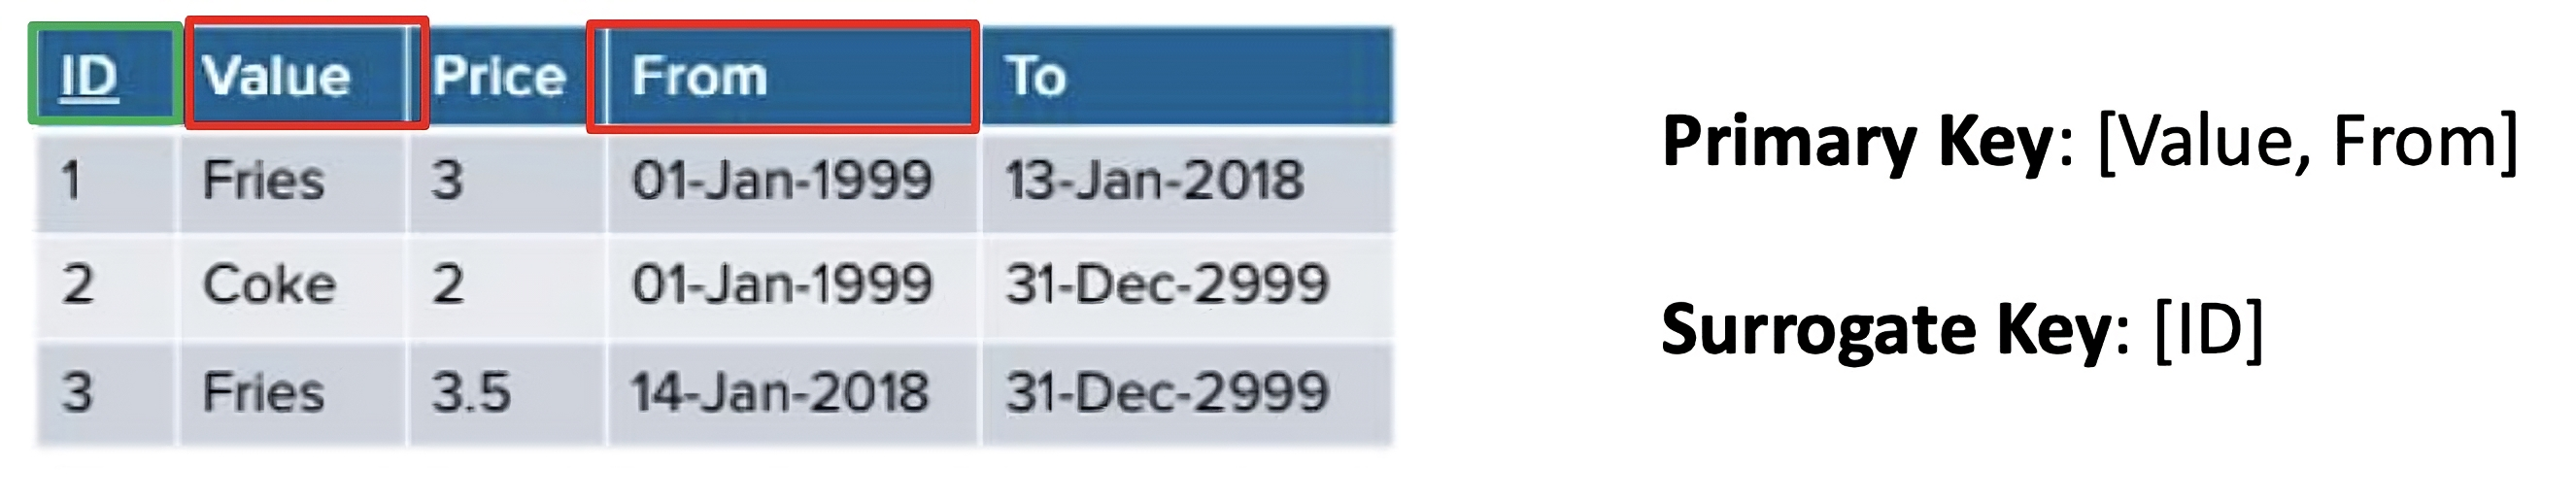 ID Value Price From To
1 Fries 3 01-Jan-1999 13-Jan-2018
2 Coke 2 01-Jan-1999 31-Dec-2999
3 Fries 3.5 14-Jan-2018 31-Dec-2999
Primary Key: [Value, From]
Surrogate Key: [ID]